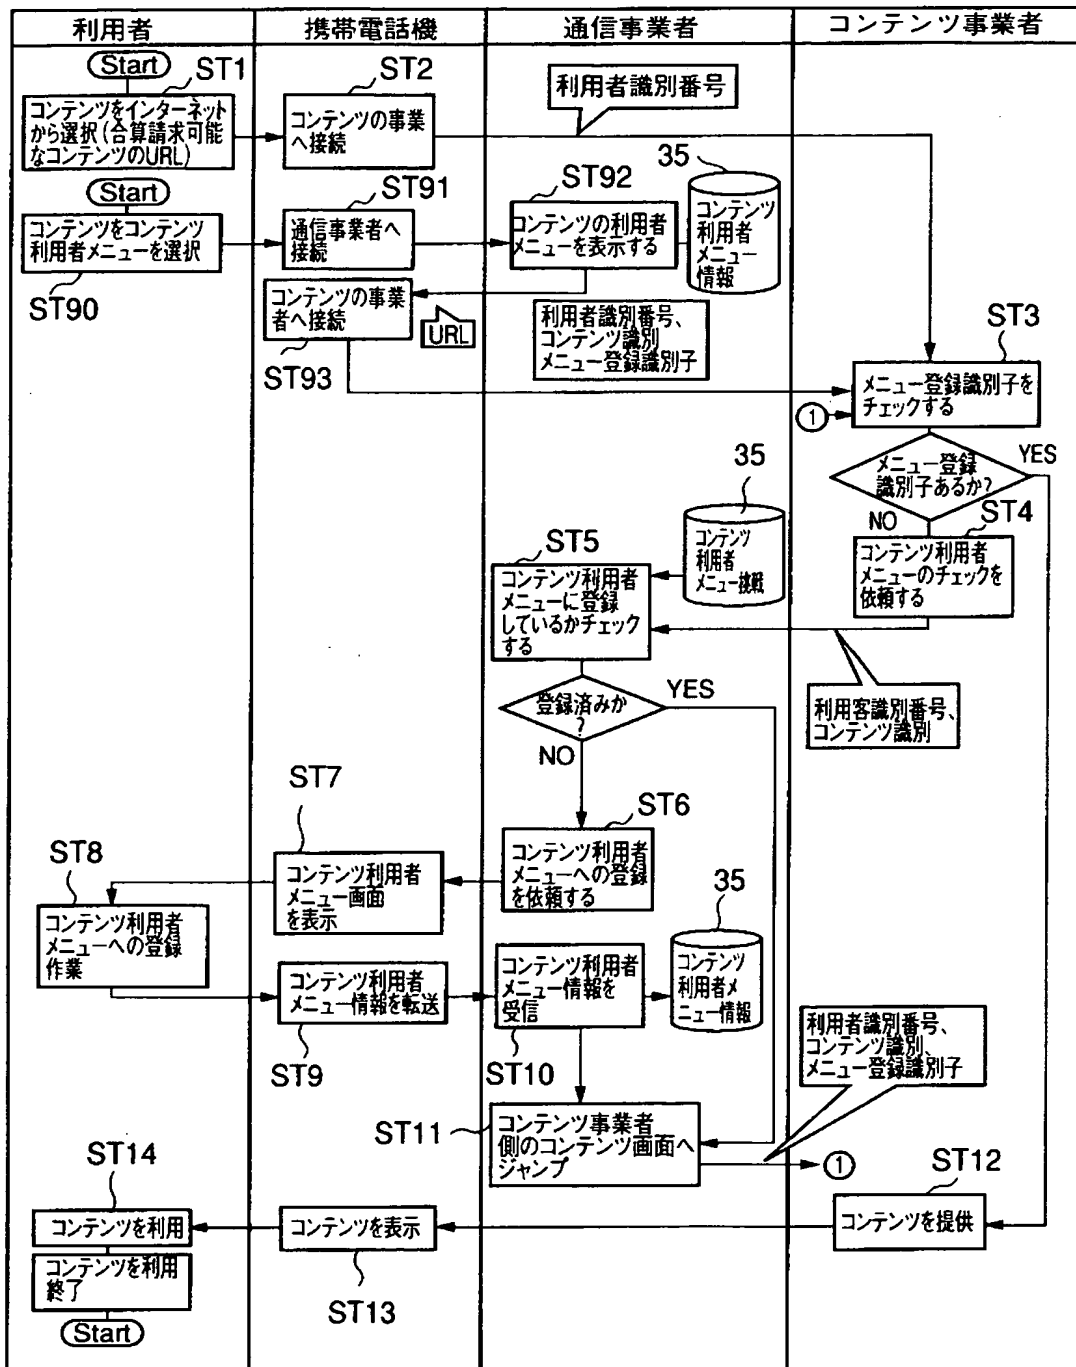 利用者
携帯電話機
通信事業者
コンテンツ事業者
Start
ST1
コンテンツをインターネット
から選択(合算請求可能
なコンテンツのURL)
ST2
コンテンツの事業
へ接続
利用者識別番号
Start
コンテンツをコンテンツ
利用者メニューを選択
ST90
ST91
通信事業者へ
接続
ST92
コンテンツの利用者
メニューを表示する
35
コンテンツ
利用者
メニュー
情報
コンテンツの事業
者へ接続
URL
ST93
利用者識別番号、
コンテンツ識別
メニュー登録識別子
ST3
メニュー登録識別子を
チェックする
1
メニュー登録
識別子あるか?
YES
NO
ST4
コンテンツ利用者
メニューのチェックを
依頼する
35
コンテンツ
利用者
メニュー挑戦
ST5
コンテンツ利用者
メニューに登録
しているかチェック
する
利用客識別番号、
コンテンツ識別
登録済みか
?
YES
NO
ST6
コンテンツ利用者
メニューへの登録
を依頼する
ST7
コンテンツ利用者
メニュー画面
を表示
ST8
コンテンツ利用者
メニューへの登録
作業
コンテンツ利用者
メニュー情報を転送
ST9
コンテンツ利用者
メニュー情報を
受信
ST10
35
コンテンツ
利用者メ
ニュー情報
利用者識別番号、
コンテンツ識別、
メニュー登録識別子
ST11
コンテンツ事業者
側のコンテンツ画面へ
ジャンプ
1
ST12
コンテンツを提供
コンテンツを表示
ST13
ST14
コンテンツを利用
コンテンツを利用
終了
Start